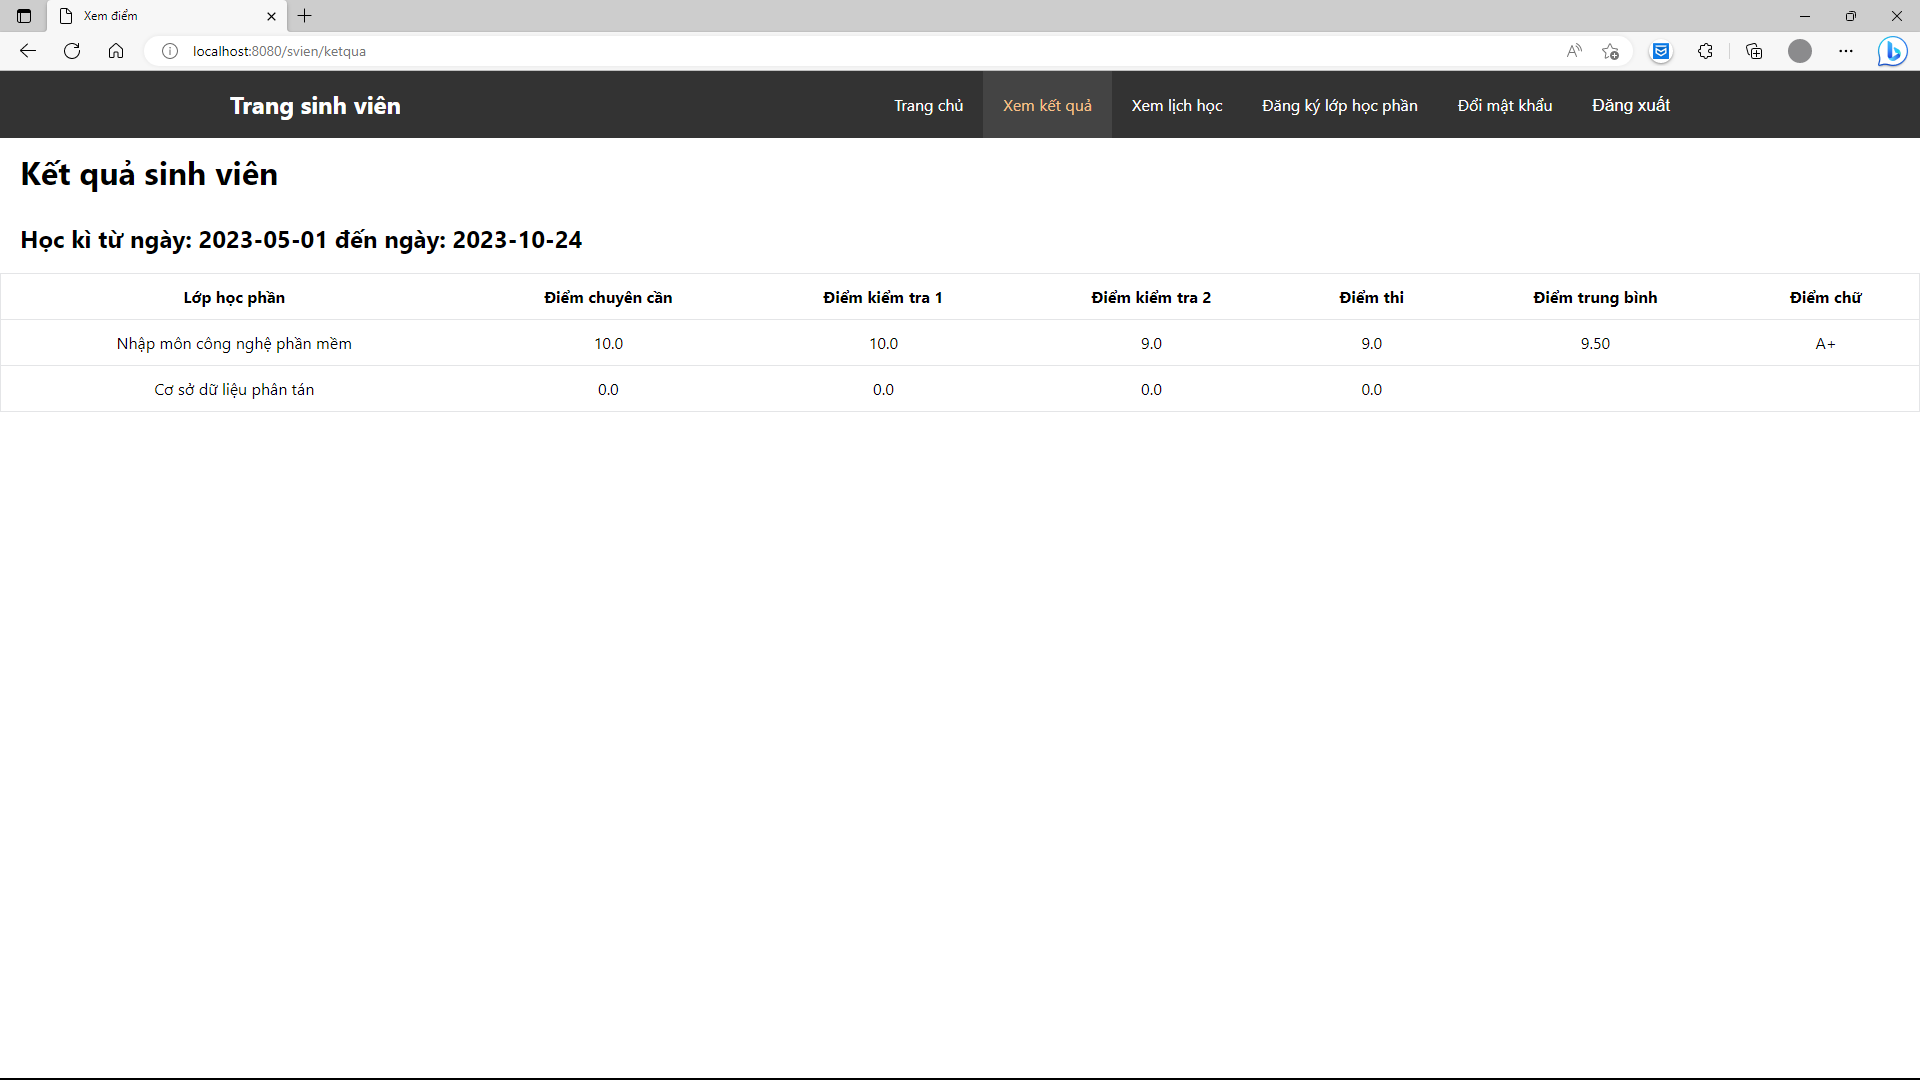 Xem điểm
localhost:8080/svien/ketqua
Trang sinh viên Trang chủ Xem kết quả Xem lịch học Đăng ký lớp học phần Đổi mật khẩu Đăng xuất
Kết quả sinh viên
Học kì từ ngày: 2023-05-01 đến ngày: 2023-10-24
Lớp học phần Điểm chuyên cần Điểm kiểm tra 1 Điểm kiểm tra 2 Điểm thi Điểm trung bình Điểm chữ
Nhập môn công nghệ phần mềm 10.0 10.0 9.0 9.0 9.50 A+
Cơ sở dữ liệu phân tán 0.0 0.0 0.0 0.0